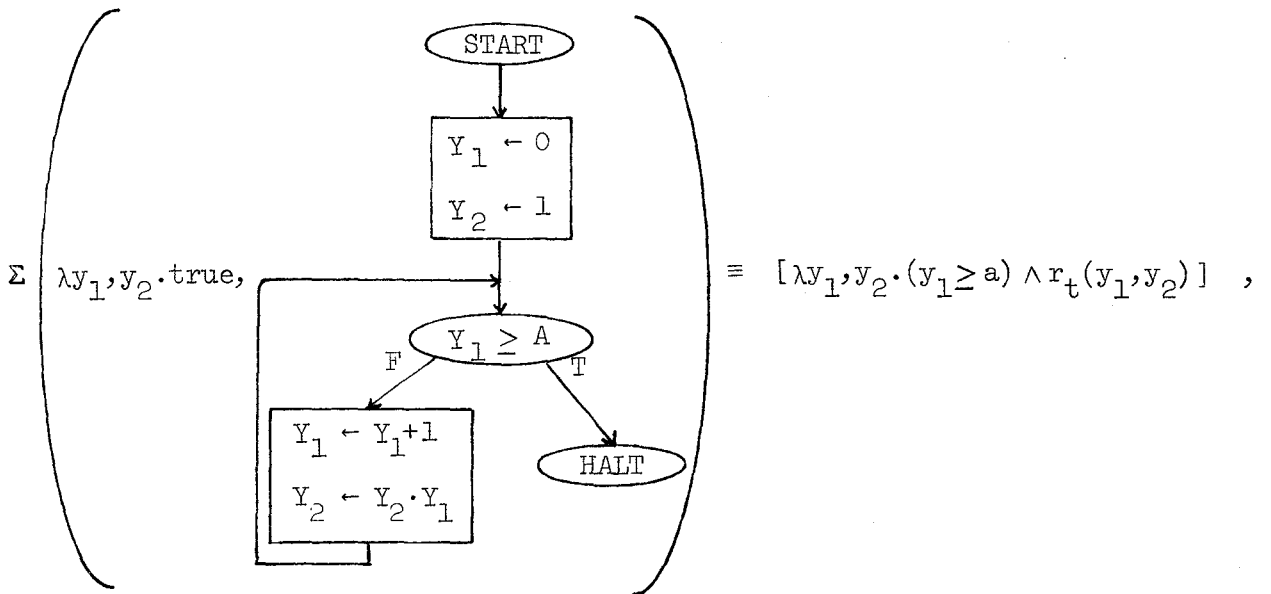 START
Y₁ ← 0
Y₂ ← 1
Σ λy₁,y₂.true, ≡ [λy₁,y₂.(y₁≥a) ∧ rₜ(y₁,y₂)] ,
Y₁ ≥ A
F T
Y₁ ← Y₁+1
Y₂ ← Y₂·Y₁
HALT